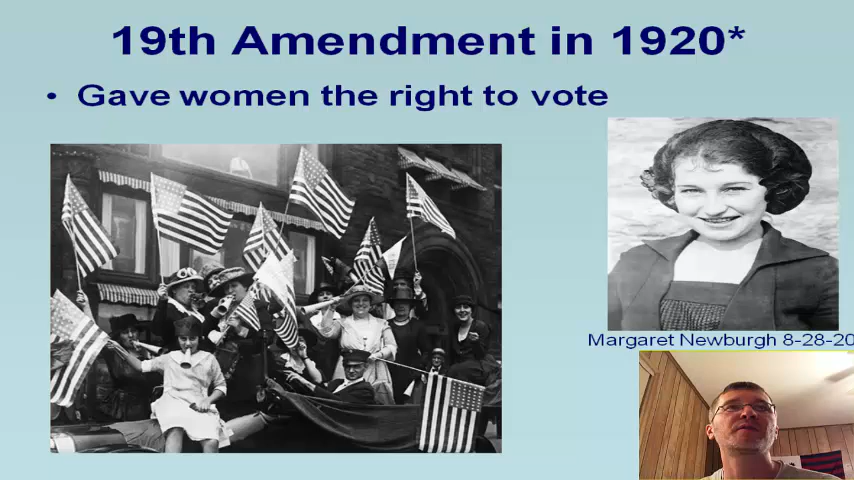 19th Amendment in 1920*
• Gave women the right to vote
Margaret Newburgh 8-28-20